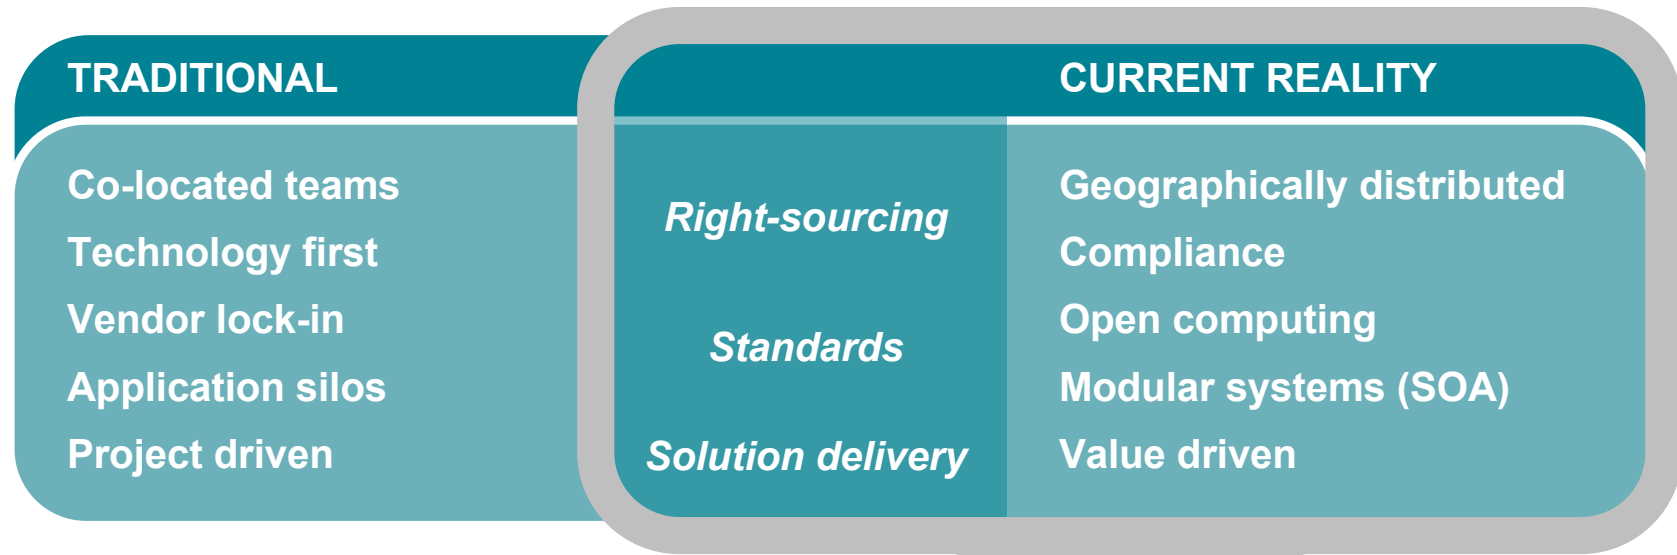 TRADITIONAL
CURRENT REALITY
Co-located teams
Technology first
Vendor lock-in
Application silos
Project driven
Right-sourcing
Standards
Solution delivery
Geographically distributed
Compliance
Open computing
Modular systems (SOA)
Value driven